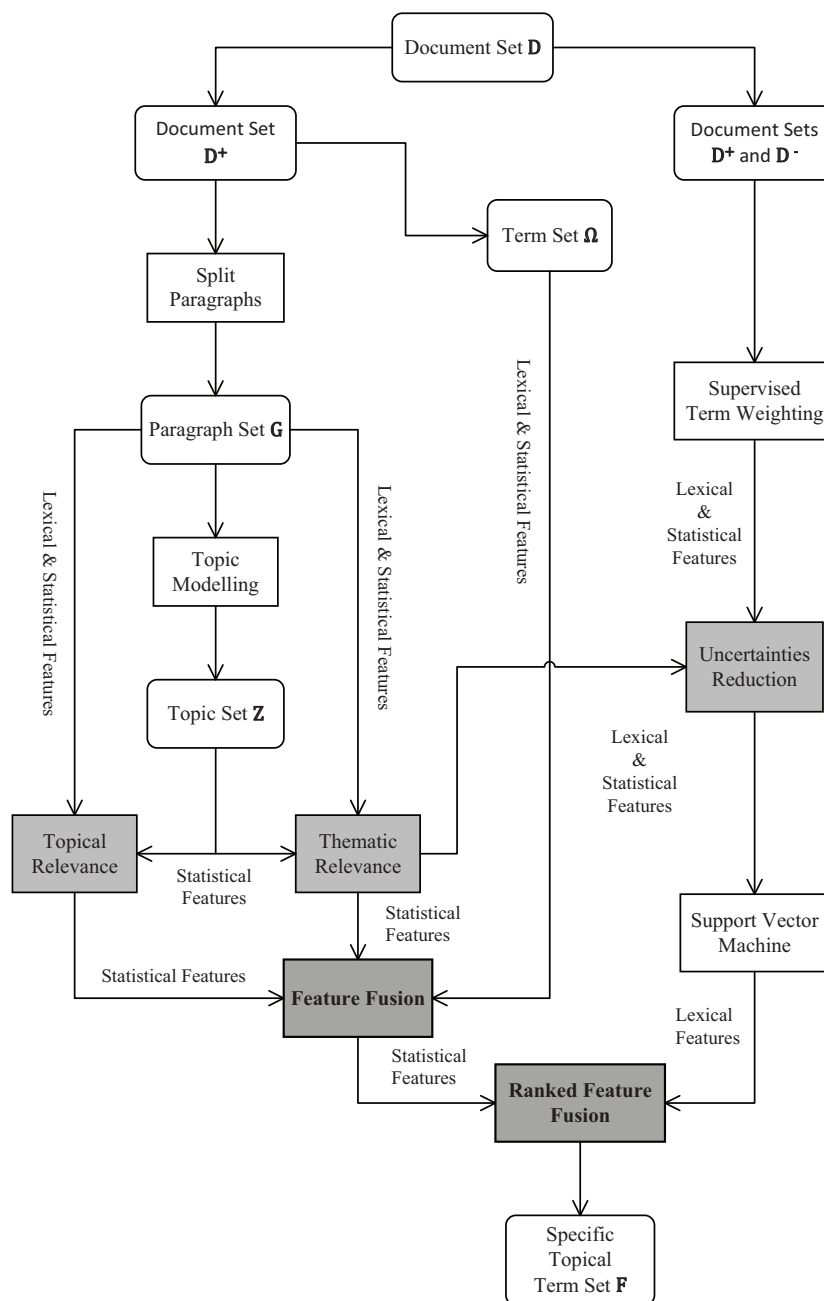 Document Set D
Document Set
D+
Document Sets
D+ and D-
Term Set Ω
Split
Paragraphs
Lexical & Statistical Features
Supervised
Term Weighting
Paragraph Set G
Lexical & Statistical Features
Lexical & Statistical Features
Lexical
&
Statistical
Features
Topic
Modelling
Uncertainties
Reduction
Topic Set Z
Lexical
&
Statistical
Features
Topical
Relevance
Thematic
Relevance
Statistical
Features
Statistical
Features
Support Vector
Machine
Statistical Features
Feature Fusion
Lexical
Features
Statistical
Features
Ranked Feature
Fusion
Specific
Topical
Term Set F